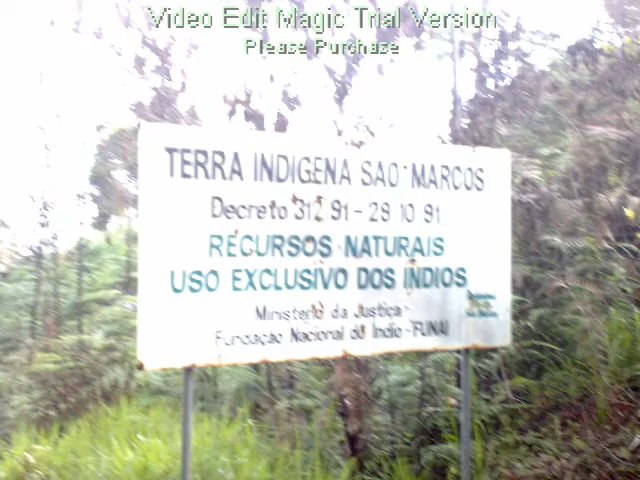 Video Edit Magic Trial Version
Please Purchase
TERRA INDIGENA SAO MARCOS
Decreto 312 91 - 29 10 91
RECURSOS NATURAIS
USO EXCLUSIVO DOS INDIOS
Ministerio da Justiça
Fundação Nacional do Indio - FUNAI